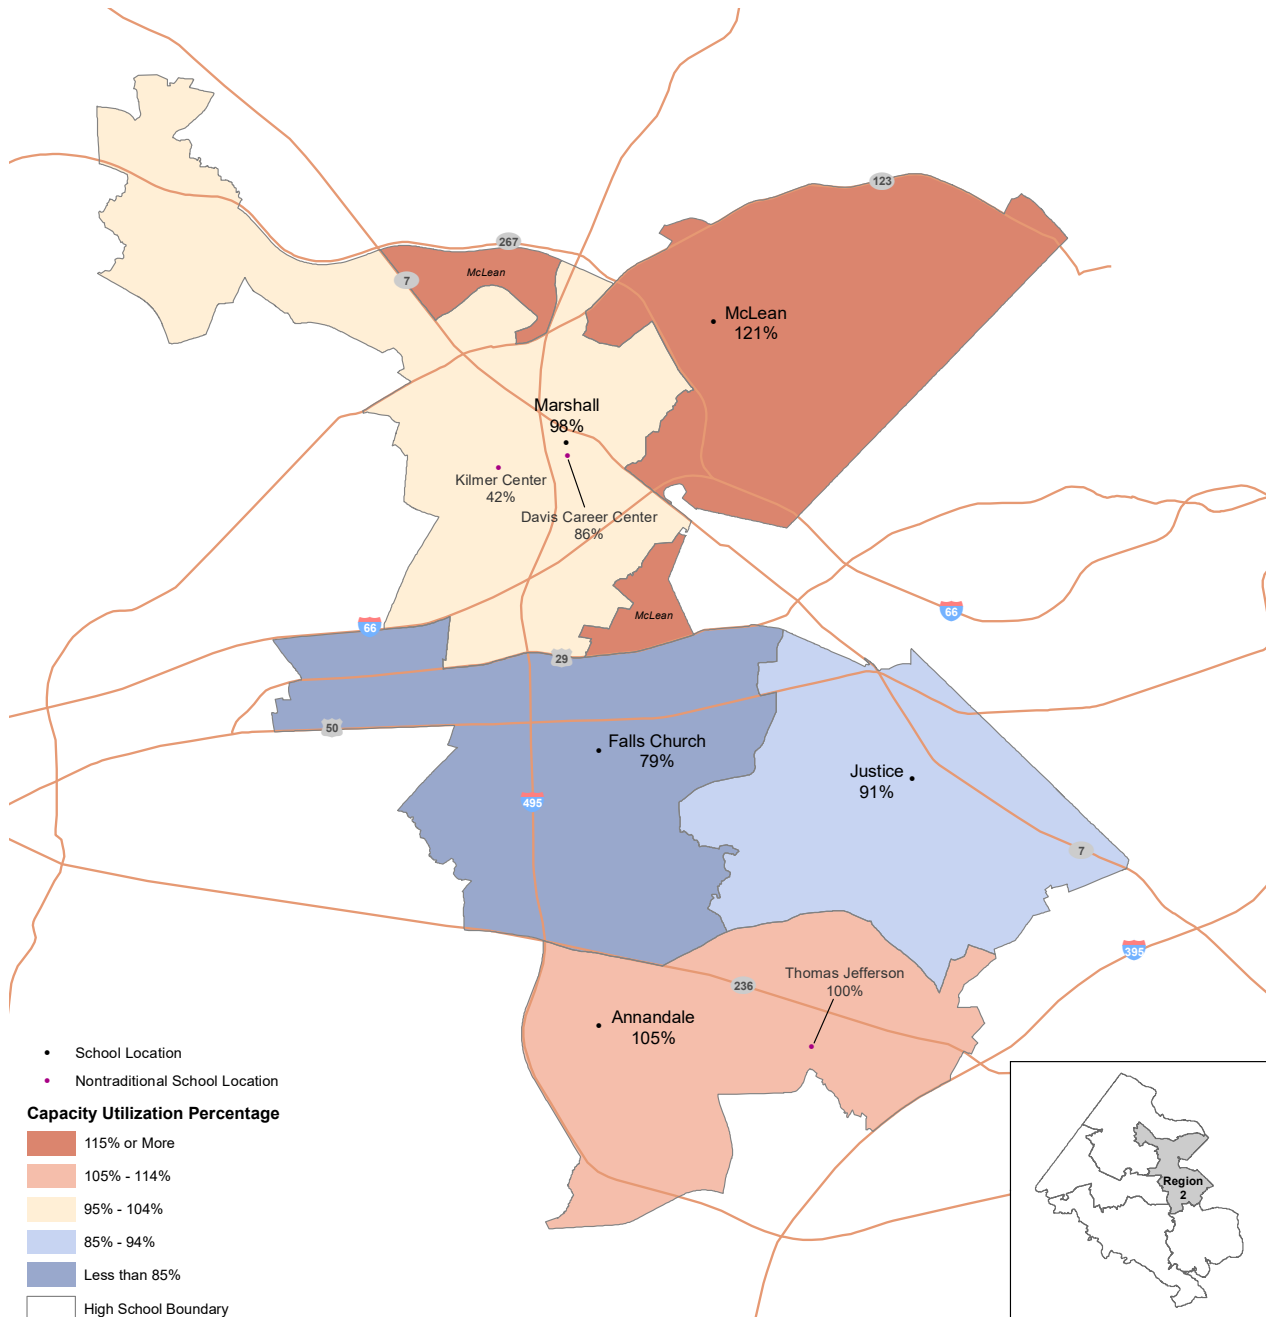 123
267
7
McLean
McLean
121%
Marshall
98%
Kilmer Center
42%
Davis Career Center
86%
McLean
66
66
29
50
Falls Church
79%
Justice
91%
495
7
395
236
Thomas Jefferson
100%
Annandale
105%
School Location
Nontraditional School Location
Capacity Utilization Percentage
115% or More
105% - 114%
95% - 104%
85% - 94%
Less than 85%
High School Boundary
Region
2